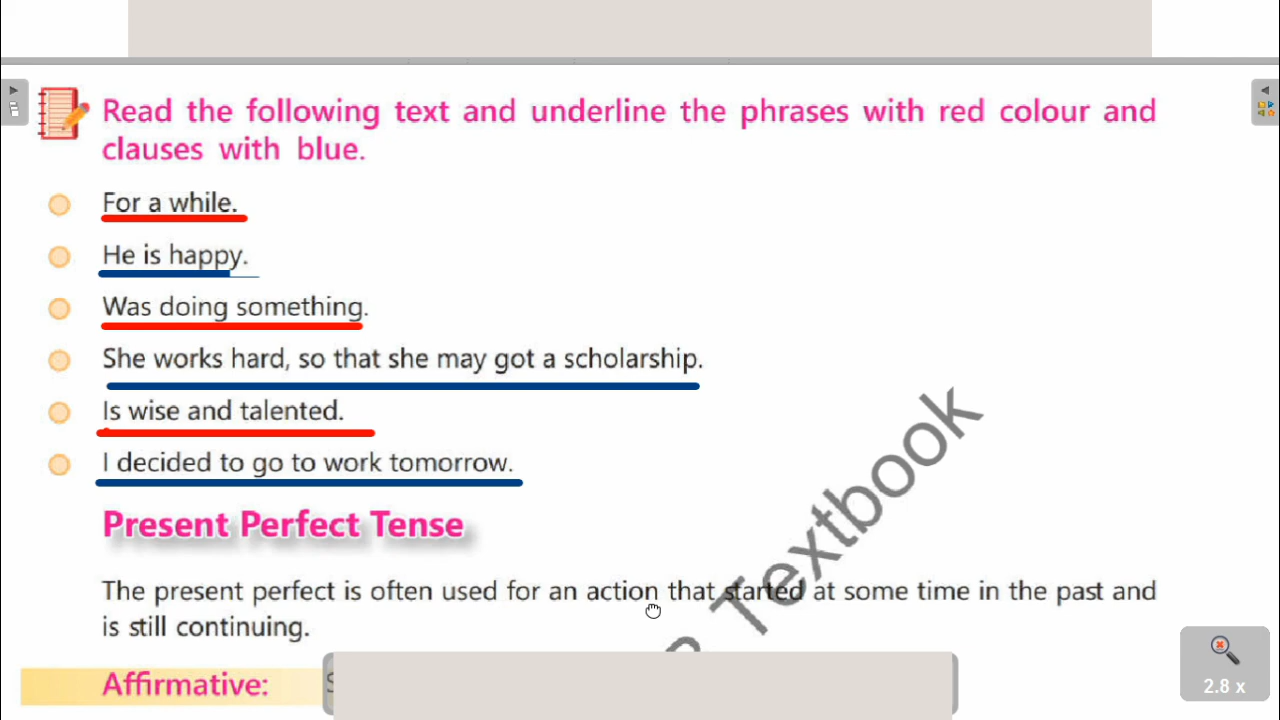 Read the following text and underline the phrases with red colour and
clauses with blue.
For a while.
He is happy.
Was doing something.
She works hard, so that she may got a scholarship.
Is wise and talented.
I decided to go to work tomorrow.
Present Perfect Tense
The present perfect is often used for an action that started at some time in the past and
is still continuing.
Textbook
Affirmative:
2.8 x